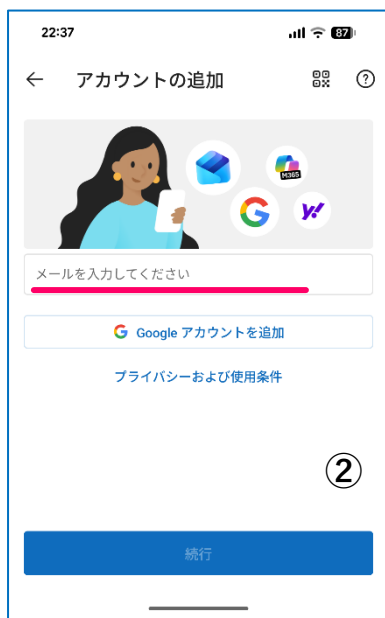 22:37
87
アカウントの追加
M365
メールを入力してください
Google アカウントを追加
プライバシーおよび使用条件
②
続行